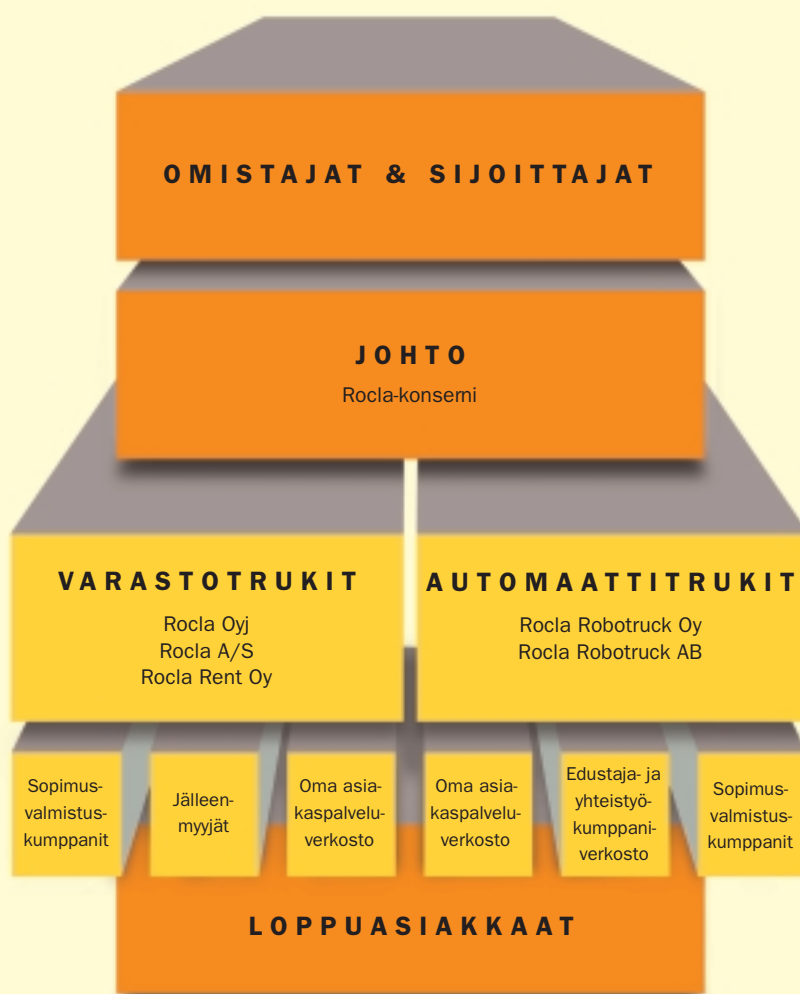 OMISTAJAT & SIJOITTAJAT
JOHTO
Rocla-konserni
VARASTOTRUKIT
Rocla Oyj
Rocla A/S
Rocla Rent Oy
AUTOMAATTITRUKIT
Rocla Robotruck Oy
Rocla Robotruck AB
Sopimus-
valmistus-
kumppanit
Jälleen-
myyjät
Oma asia-
kaspalvelu-
verkosto
Oma asia-
kaspalvelu-
verkosto
Edustaja- ja
yhteistyö-
kumppani-
verkosto
Sopimus-
valmistus-
kumppanit
LOPPUASIAKKAAT